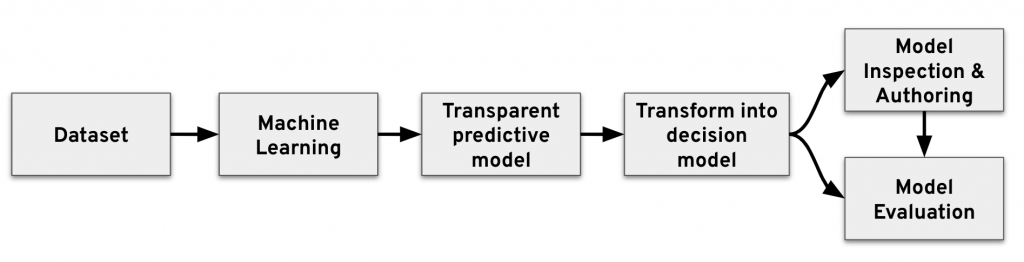 Dataset
Machine
Learning
Transparent
predictive
model
Transform into
decision
model
Model
Inspection &
Authoring
Model
Evaluation